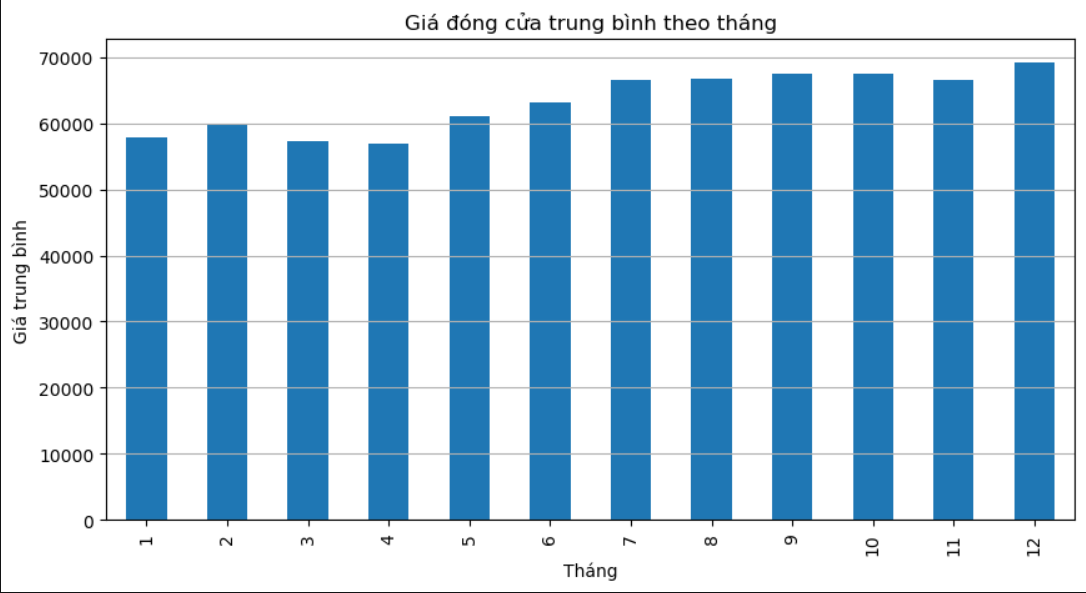 Giá đóng cửa trung bình theo tháng
70000
60000
50000
40000
30000
20000
10000
0
Giá trung bình
1 2 3 4 5 6 7 8 9 10 11 12
Tháng